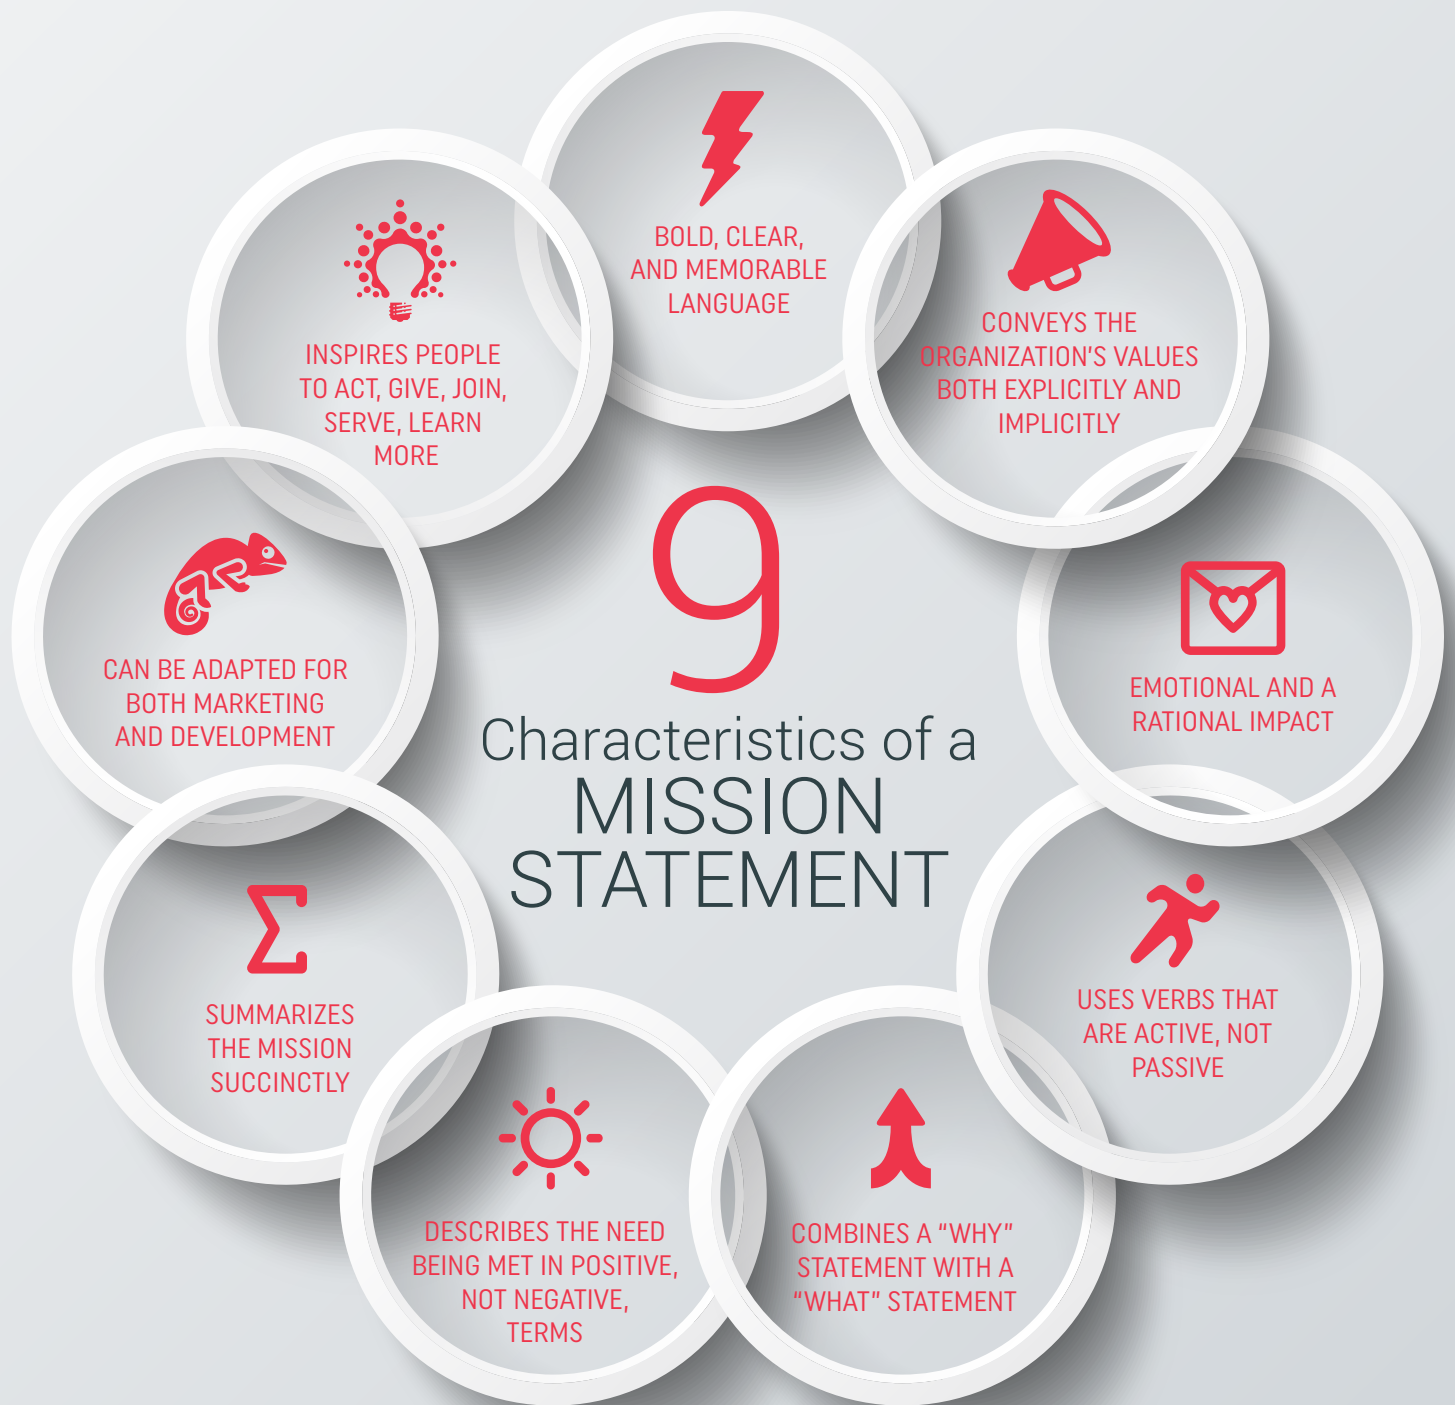 9
Characteristics of a
MISSION
STATEMENT
BOLD, CLEAR,
AND MEMORABLE
LANGUAGE
CONVEYS THE
ORGANIZATION'S VALUES
BOTH EXPLICITLY AND
IMPLICITLY
EMOTIONAL AND A
RATIONAL IMPACT
USES VERBS THAT
ARE ACTIVE, NOT
PASSIVE
COMBINES A “WHY”
STATEMENT WITH A
“WHAT” STATEMENT
DESCRIBES THE NEED
BEING MET IN POSITIVE,
NOT NEGATIVE,
TERMS
Σ
SUMMARIZES
THE MISSION
SUCCINCTLY
CAN BE ADAPTED FOR
BOTH MARKETING
AND DEVELOPMENT
INSPIRES PEOPLE
TO ACT, GIVE, JOIN,
SERVE, LEARN
MORE